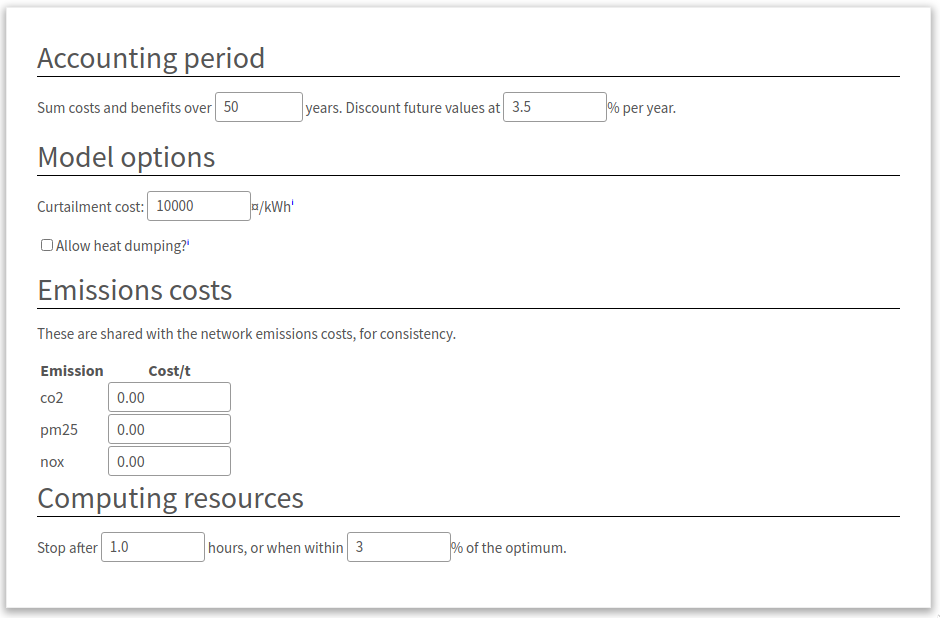 Accounting period
Sum costs and benefits over 50 years. Discount future values at 3.5 % per year.
Model options
Curtailment cost: 10000 ¤/kWhⁱ
Allow heat dumping?ⁱ
Emissions costs
These are shared with the network emissions costs, for consistency.
Emission Cost/t
co2 0.00
pm25 0.00
nox 0.00
Computing resources
Stop after 1.0 hours, or when within 3 % of the optimum.